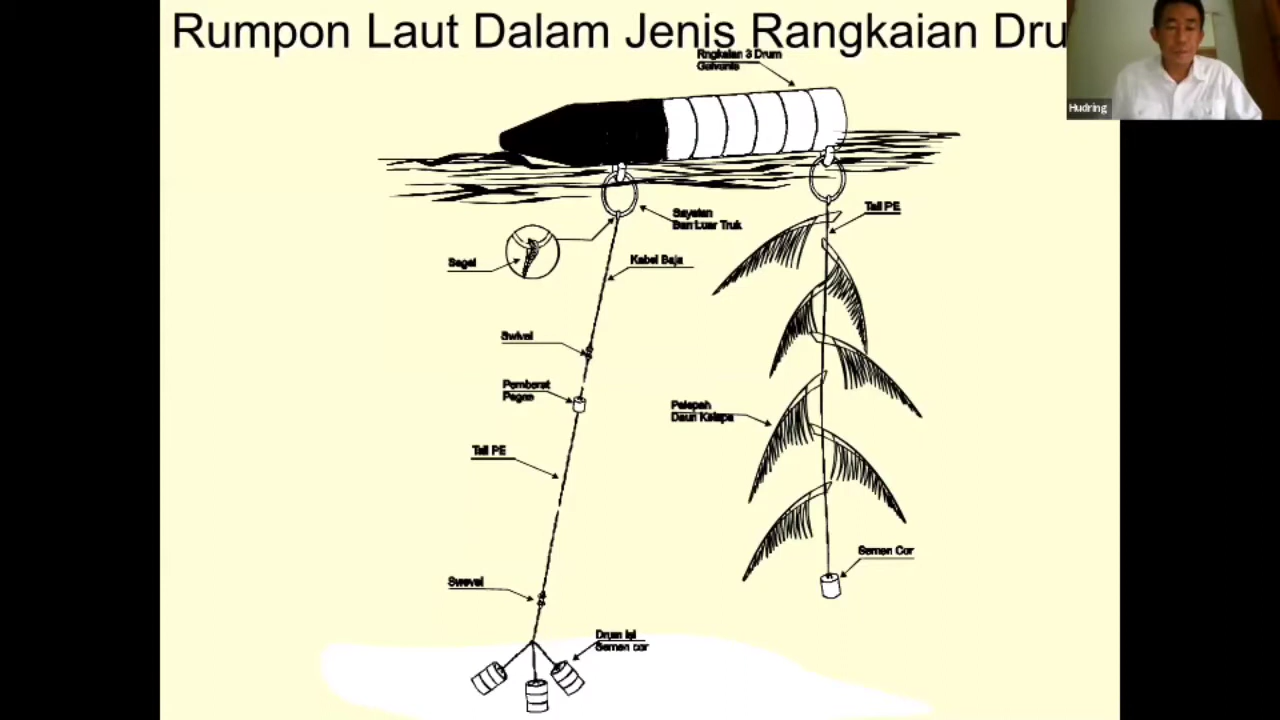 Rumpon Laut Dalam Jenis Rangkaian Dru
Hudring
Rngkaian 3 Drum
Galvanis
Tali PE
Sayatan
Ban Luar Truk
Segel
Kabel Baja
Swivel
Pemberat
Pegas
Pelepah
Daun Kelapa
Tali PE
Semen Cor
Swevel
Drum Isi
Semen cor